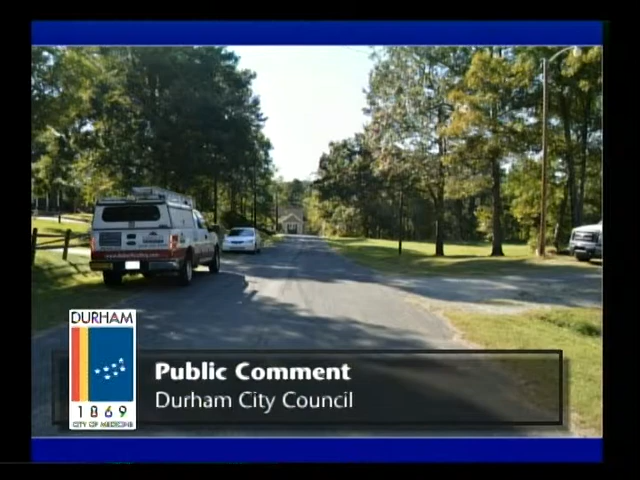 DURHAM
1869
CITY OF MEDICINE
Public Comment
Durham City Council